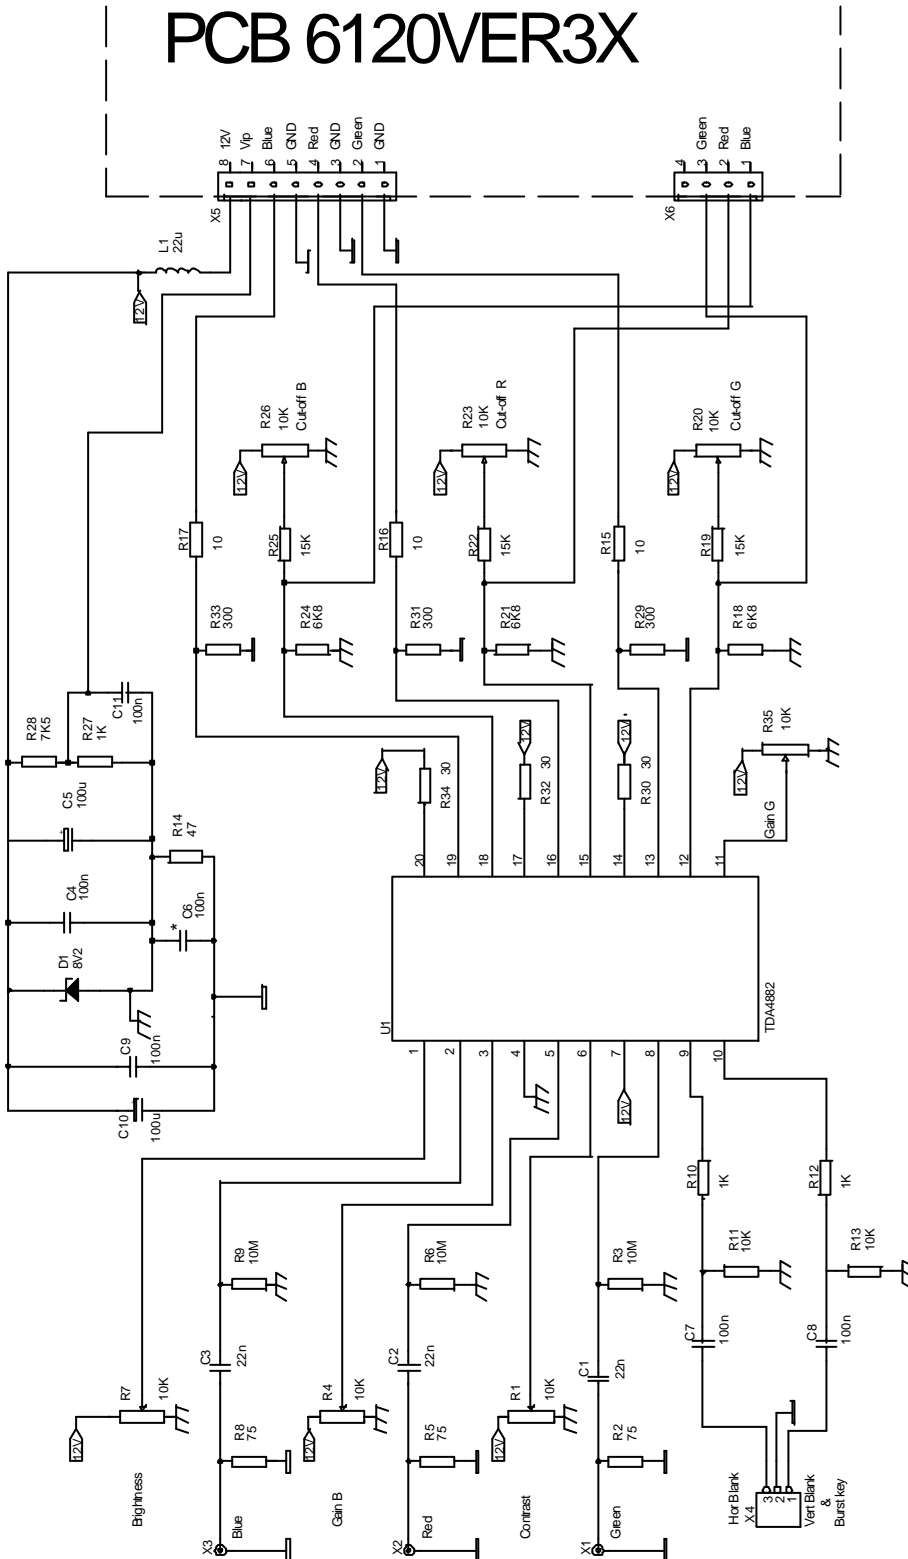 PCB 6120VER3X
8 12V
7 Vip
6 Blue
5 GND
4 Red
3 GND
2 Green
1 GND
X5
4
3 Green
2 Red
1 Blue
X6
L1
22u
12V
R26
10K
Cut-off B
12V
R23
10K
Cut-off R
12V
R20
10K
Cut-off G
12V
R17
10
R25
15K
R16
10
R22
15K
R15
10
R19
15K
R33
300
R24
6K8
R31
300
R21
6K8
R29
300
R18
6K8
R28
7K5
R27
1K
C11
100n
C5
100u
R14
47
C4
100n
C6
100n
*
D1
8V2
C9
100n
C10
100u
12V
R34 30
12V
R32 30
12V
R30 30
12V
R35
10K
Gain G
20
19
18
17
16
15
14
13
12
11
U1
TDA4882
1
2
3
4
5
6
7
8
9
10
12V
R10
1K
R12
1K
R11
10K
R13
10K
C7
100n
C8
100n
R9
10M
R6
10M
R3
10M
C3
22n
C2
22n
C1
22n
R7
10K
12V
Brightness
R4
10K
12V
Gain B
R1
10K
12V
Contrast
R8
75
R5
75
R2
75
X3
Blue
X2
Red
X1
Green
Hor Blank
X4
3
2
1
Vert Blank
&
Burst key